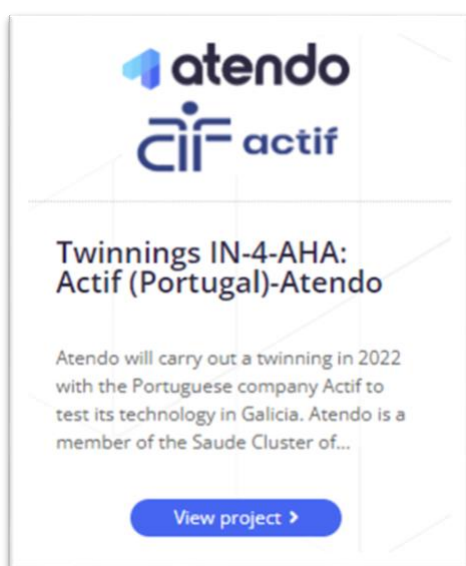 atendo
actif
Twinnings IN-4-AHA:
Actif (Portugal)-Atendo
Atendo will carry out a twinning in 2022
with the Portuguese company Actif to
test its technology in Galicia. Atendo is a
member of the Saude Cluster of...
View project >